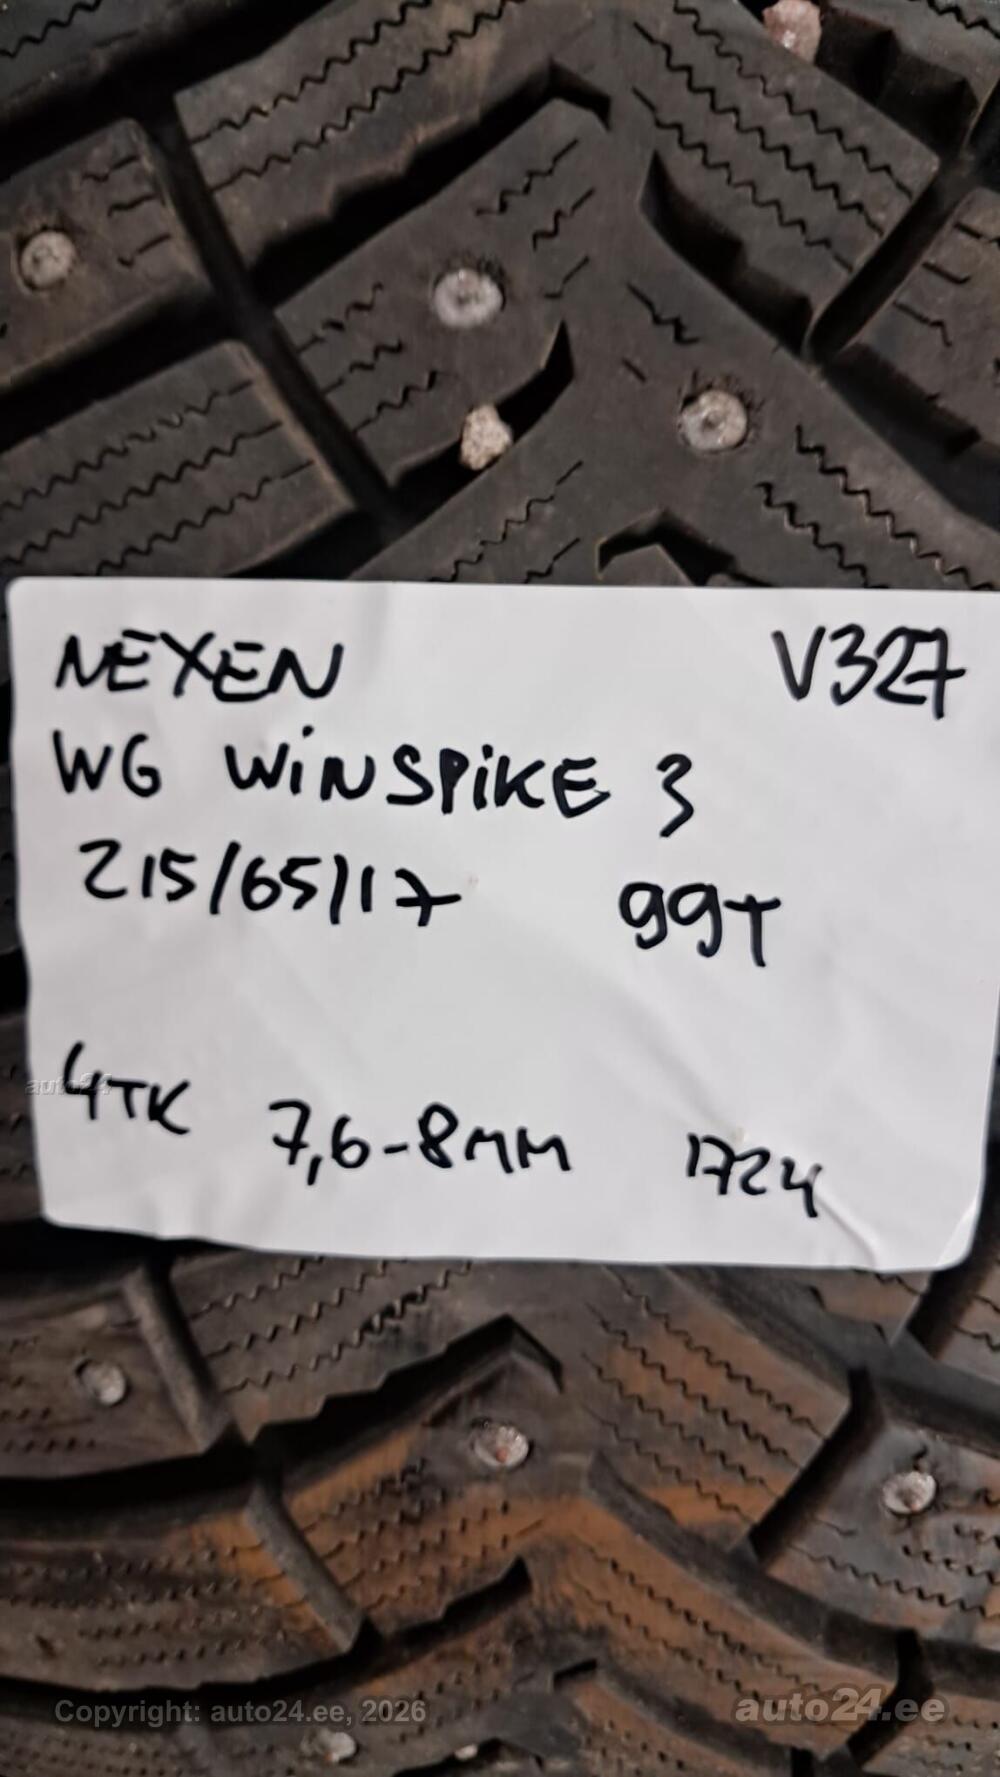 NEXEN V327
WG WiNSPiKE 3
215/65/17 99T
auto24
4TK 7,6-8MM 1724
Copyright: auto24.ee, 2026 auto24.ee